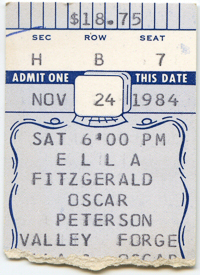 $18.75
SEC ROW SEAT
H B 7
ADMIT ONE THIS DATE
NOV 24 1984
SAT 6:00 PM
ELLA
FITZGERALD
OSCAR
PETERSON
VALLEY FORGE